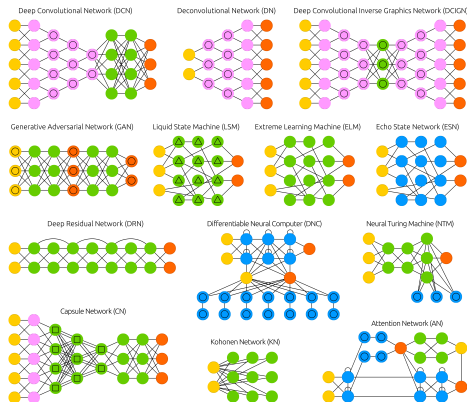 Deep Convolutional Network (DCN)
Deconvolutional Network (DN)
Deep Convolutional Inverse Graphics Network (DCIGN)
Generative Adversarial Network (GAN)
Liquid State Machine (LSM)
Extreme Learning Machine (ELM)
Echo State Network (ESN)
Deep Residual Network (DRN)
Differentiable Neural Computer (DNC)
Neural Turing Machine (NTM)
Capsule Network (CN)
Kohonen Network (KN)
Attention Network (AN)